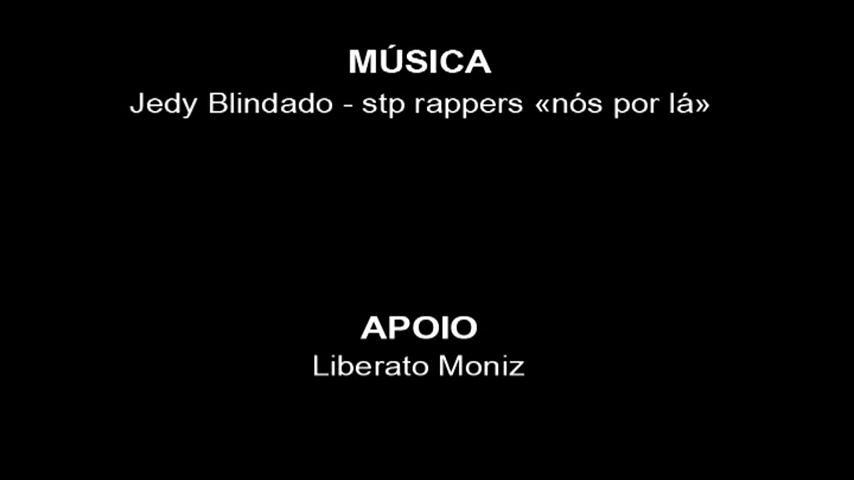 MÚSICA
Jedy Blindado - stp rappers «nós por lá»
APOIO
Liberato Moniz